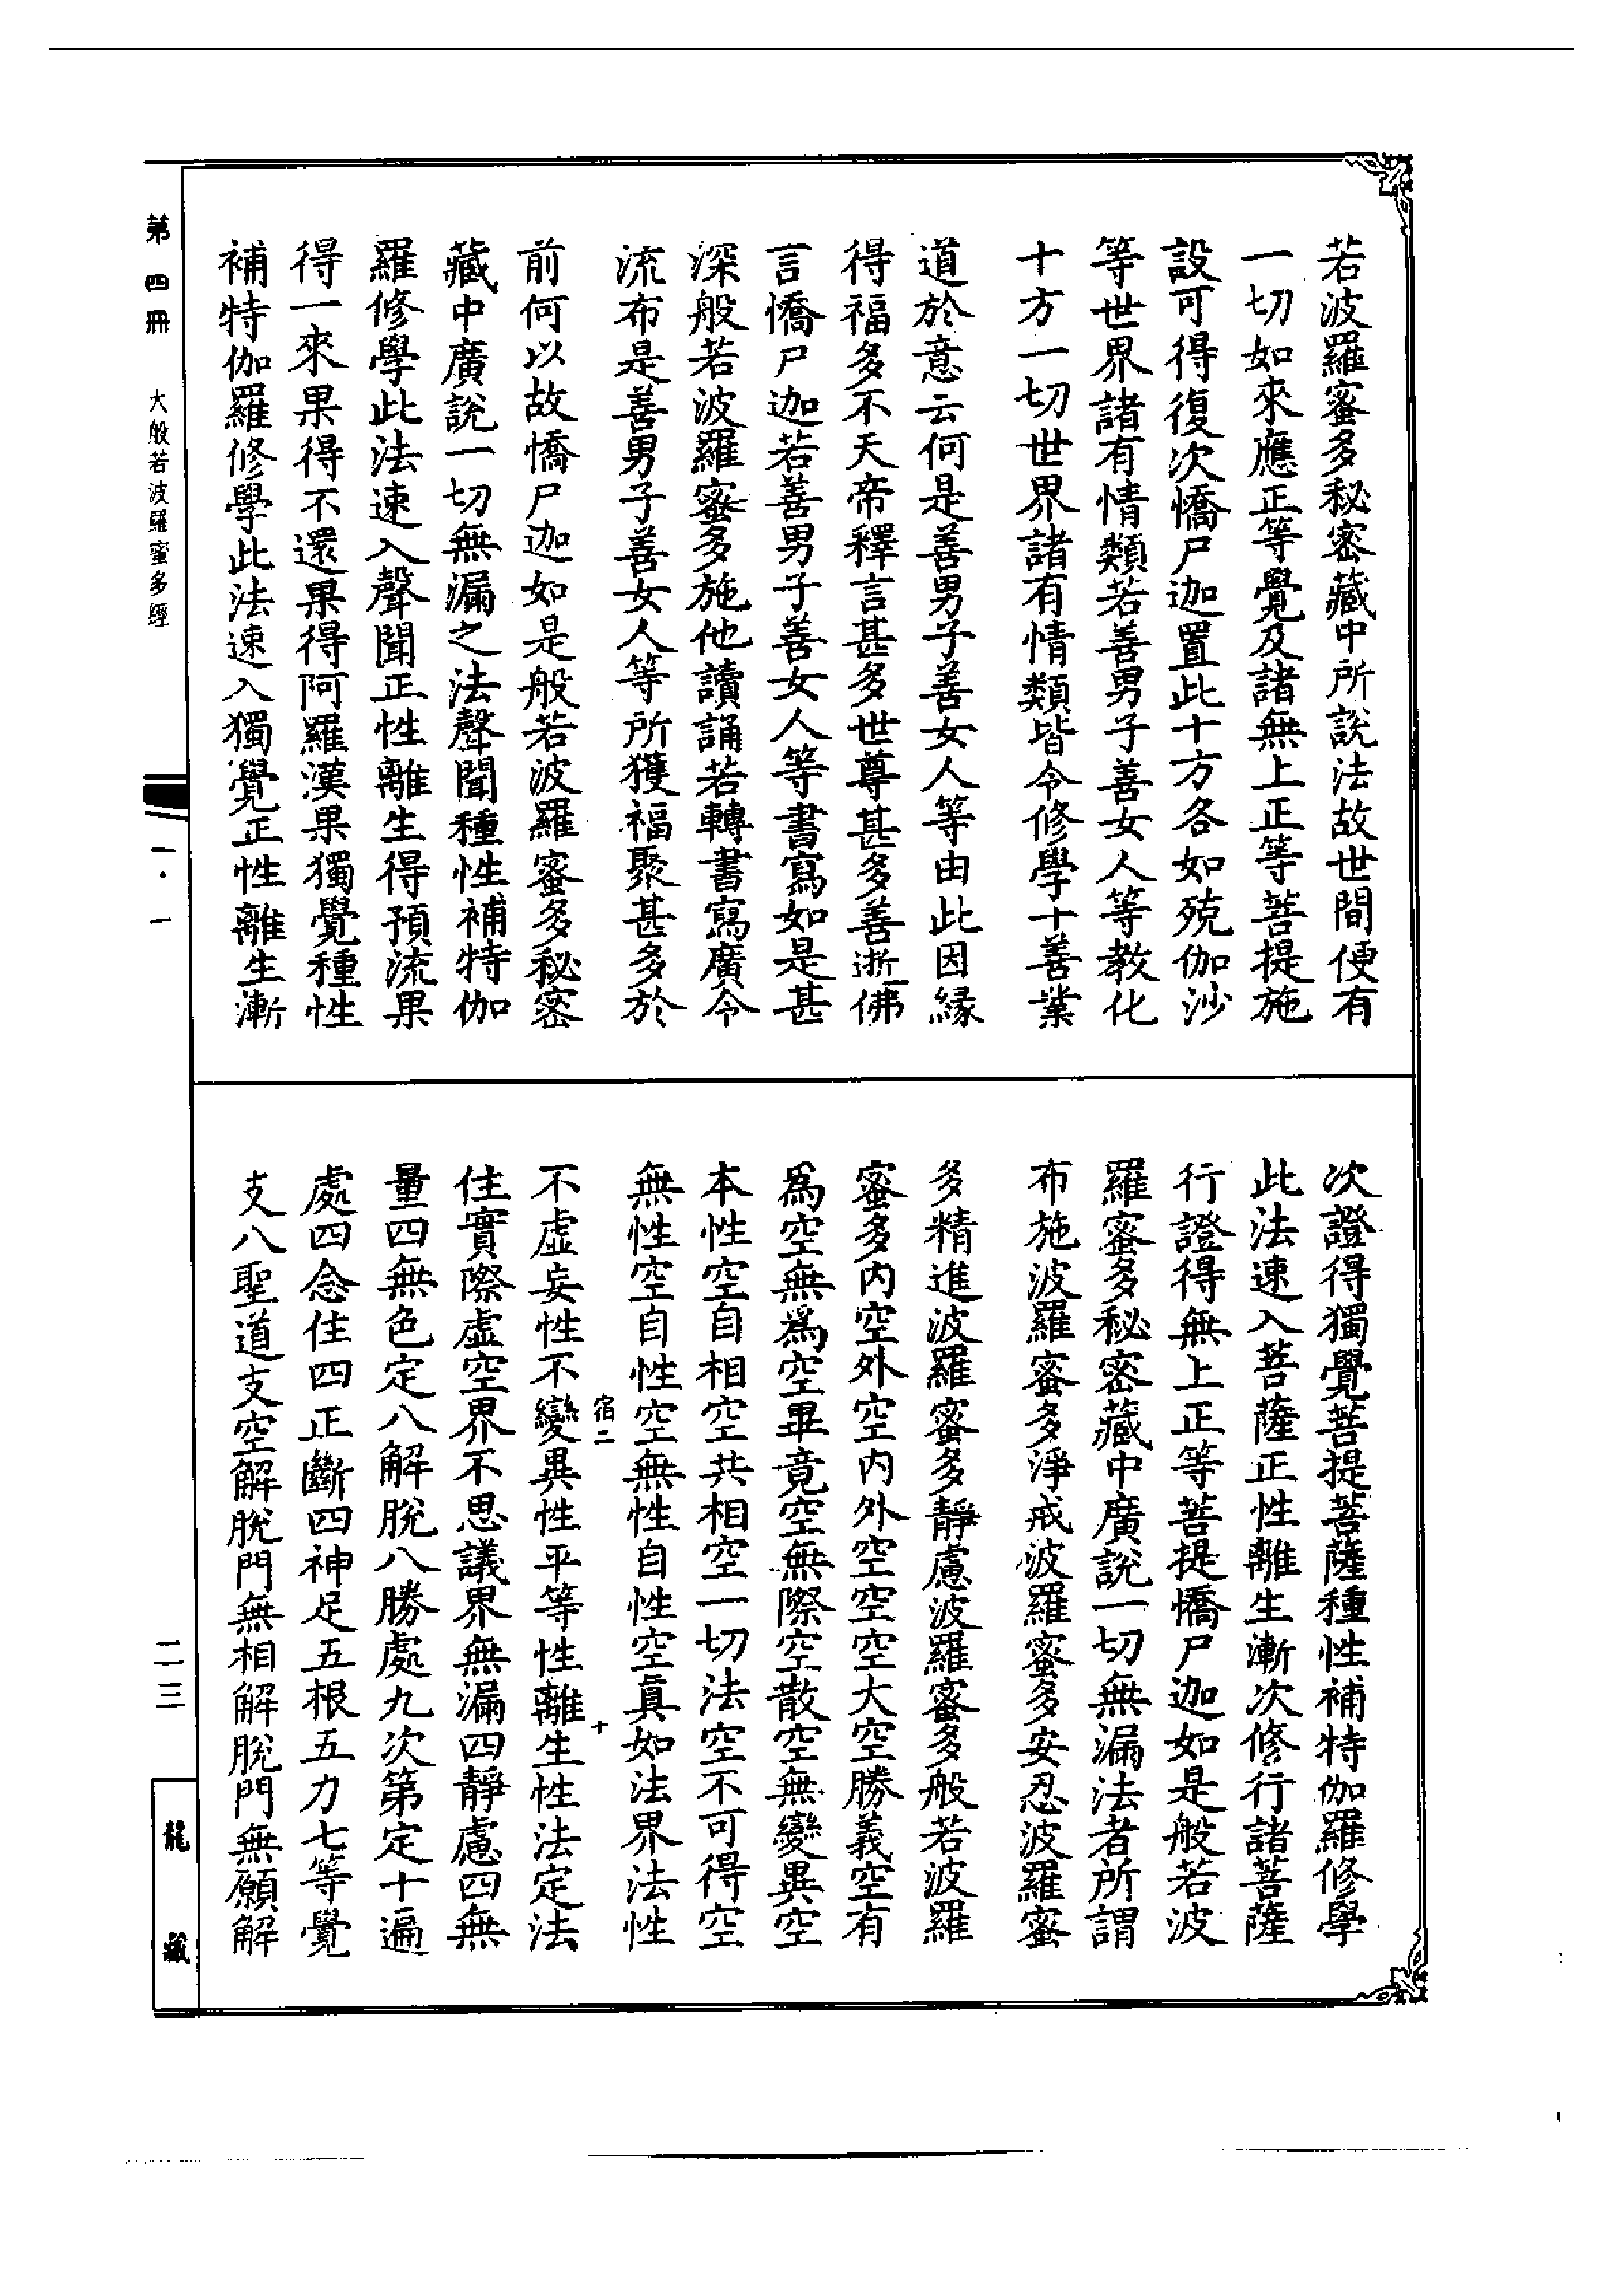 若波羅蜜多秘密藏中所說法故世間便有
一切如來應正等覺及諸無上正等菩提施
設可得復次憍尸迦置此十方各如殑伽沙
等世界諸有情類若善男子善女人等教化
十方一切世界諸有情類皆令修學十善業
道於意云何是善男子善女人等由此因緣
得福多不天帝釋言甚多世尊甚多善逝佛
言憍尸迦若善男子善女人等書寫如是甚
深般若波羅蜜多施他讀誦若轉書寫廣令
流布是善男子善女人等所獲福聚甚多於
前何以故憍尸迦如是般若波羅蜜多秘密
藏中廣說一切無漏之法聲聞種性補特伽
羅修學此法速入聲聞正性離生得預流果
得一來果得不還果得阿羅漢果獨覺種性
補特伽羅修學此法速入獨覺正性離生漸
次證得獨覺菩提菩薩種性補特伽羅修學
此法速入菩薩正性離生漸次修行諸菩薩
行證得無上正等菩提憍尸迦如是般若波
羅蜜多秘密藏中廣說一切無漏法者所謂
布施波羅蜜多淨戒波羅蜜多安忍波羅蜜
多精進波羅蜜多靜慮波羅蜜多般若波羅
蜜多內空外空內外空空空大空勝義空有
爲空無爲空畢竟空無際空散空無變異空
本性空自相空共相空一切法空不可得空
無性空自性空無性自性空真如法界法性
宿二 十
不虛妄性不變異性平等性離生性法定法
住實際虛空界不思議界無漏四靜慮四無
量四無色定八解脫八勝處九次第定十遍
處四念住四正斷四神足五根五力七等覺
支八聖道支空解脫門無相解脫門無願解
第四冊 大般若波羅蜜多經
一·一
二三
龍藏